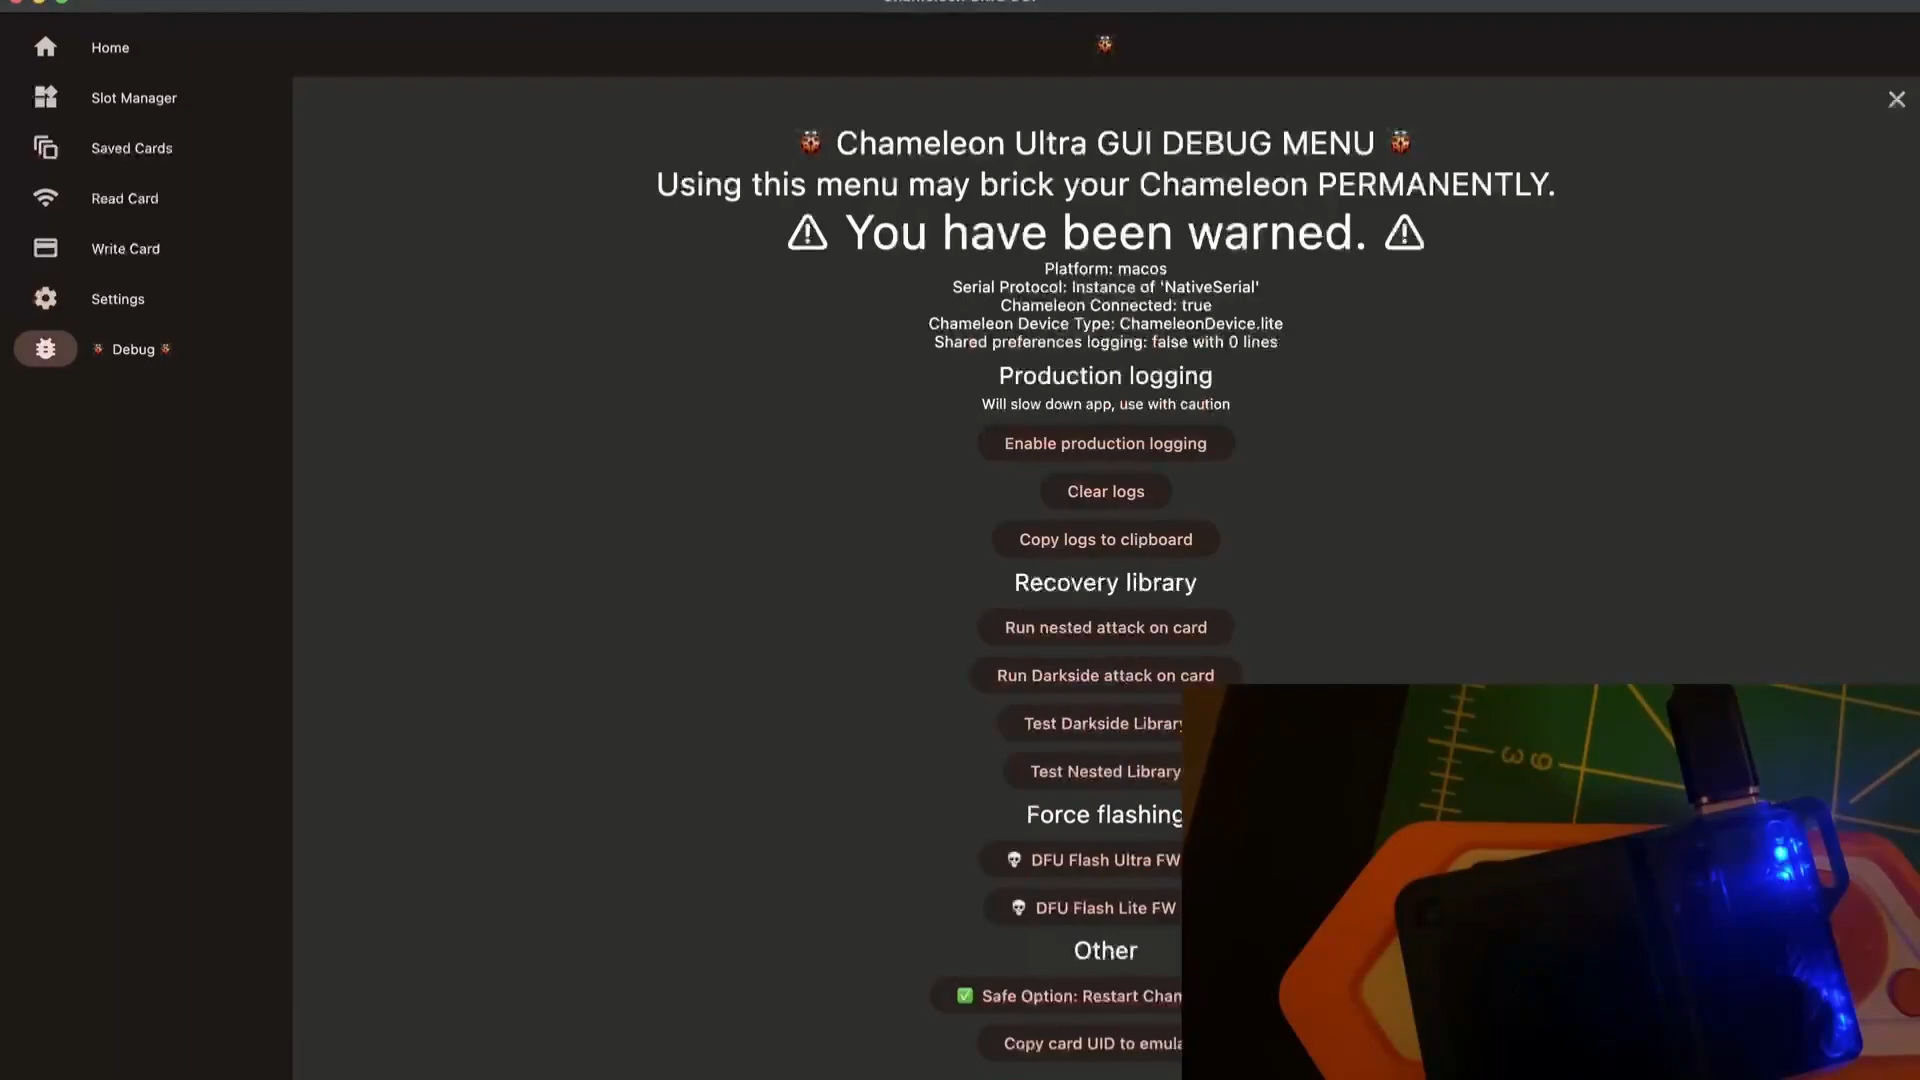 Home
Slot Manager
Saved Cards
Read Card
Write Card
Settings
Debug
Chameleon Ultra GUI DEBUG MENU
Using this menu may brick your Chameleon PERMANENTLY.
You have been warned.
Platform: macos
Serial Protocol: Instance of 'NativeSerial'
Chameleon Connected: true
Chameleon Device Type: ChameleonDevice.lite
Shared preferences logging: false with 0 lines
Production logging
Will slow down app, use with caution
Enable production logging
Clear logs
Copy logs to clipboard
Recovery library
Run nested attack on card
Run Darkside attack on card
Test Darkside Library
Test Nested Library
Force flashing
DFU Flash Ultra FW
DFU Flash Lite FW
Other
Safe Option: Restart Cham
Copy card UID to emula
3 9